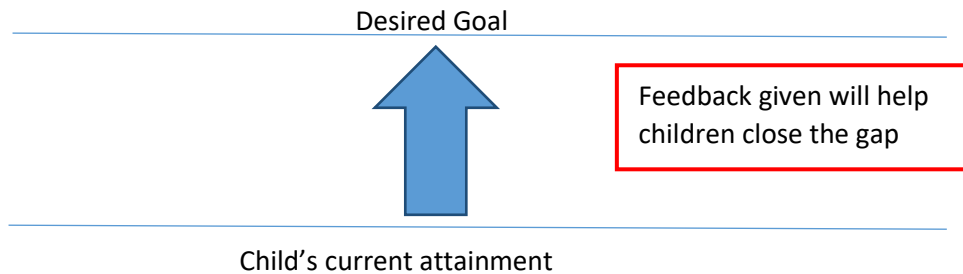 Desired Goal
Feedback given will help
children close the gap
Child’s current attainment